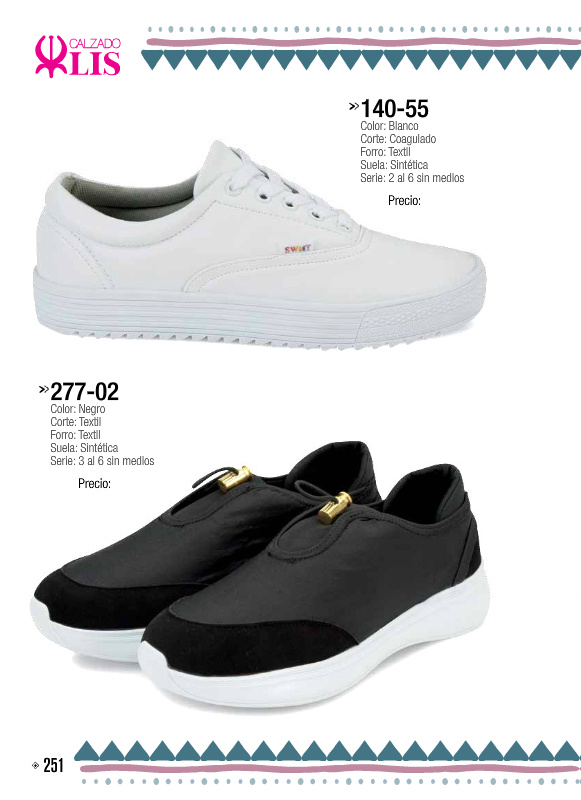 CALZADO
LIS
140-55
Color: Blanco
Corte: Coagulado
Forro: Textil
Suela: Sintética
Serie: 2 al 6 sin medios
Precio:
SWEET
277-02
Color: Negro
Corte: Textil
Forro: Textil
Suela: Sintética
Serie: 3 al 6 sin medios
Precio:
251